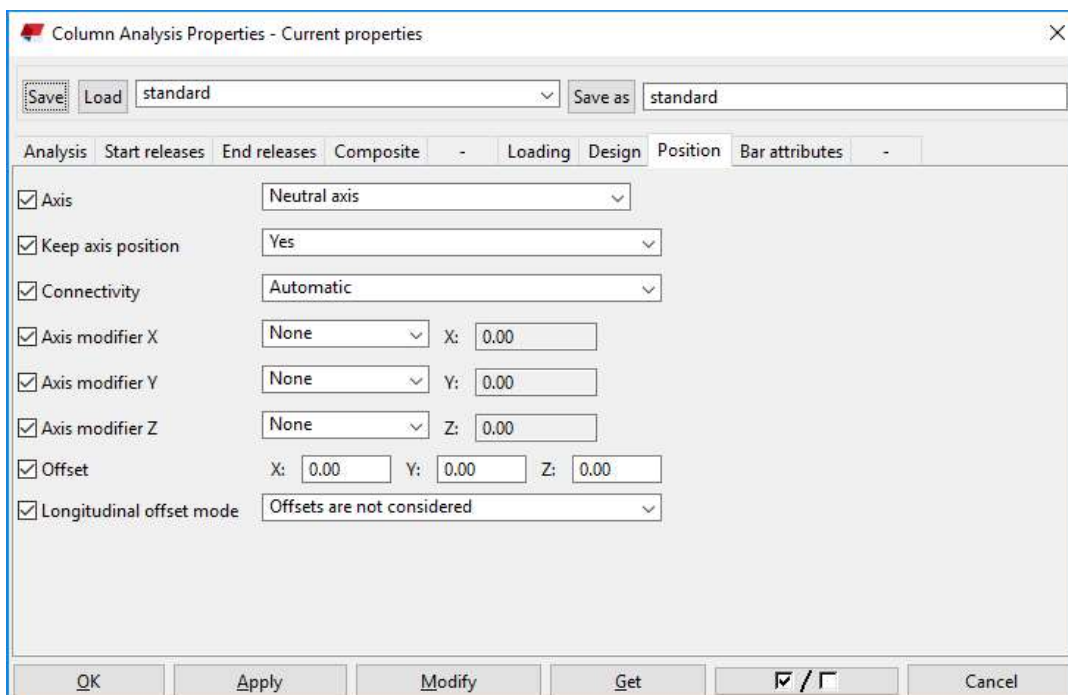 Column Analysis Properties - Current properties
Save Load standard Save as standard
Analysis Start releases End releases Composite - Loading Design Position Bar attributes -
Axis Neutral axis
Keep axis position Yes
Connectivity Automatic
Axis modifier X None X: 0.00
Axis modifier Y None Y: 0.00
Axis modifier Z None Z: 0.00
Offset X: 0.00 Y: 0.00 Z: 0.00
Longitudinal offset mode Offsets are not considered
OK Apply Modify Get / Cancel